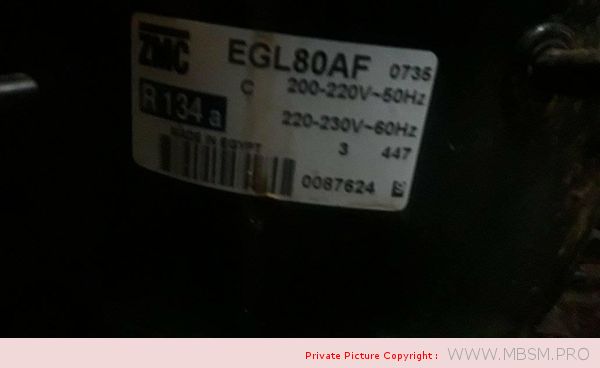 ZMC EGL80AF 0735
C 200-220V~50Hz
R 134 a
220-230V~60Hz
MADE IN EGYPT
3 447
0087624 E
Private Picture Copyright : WWW.MBSM.PRO